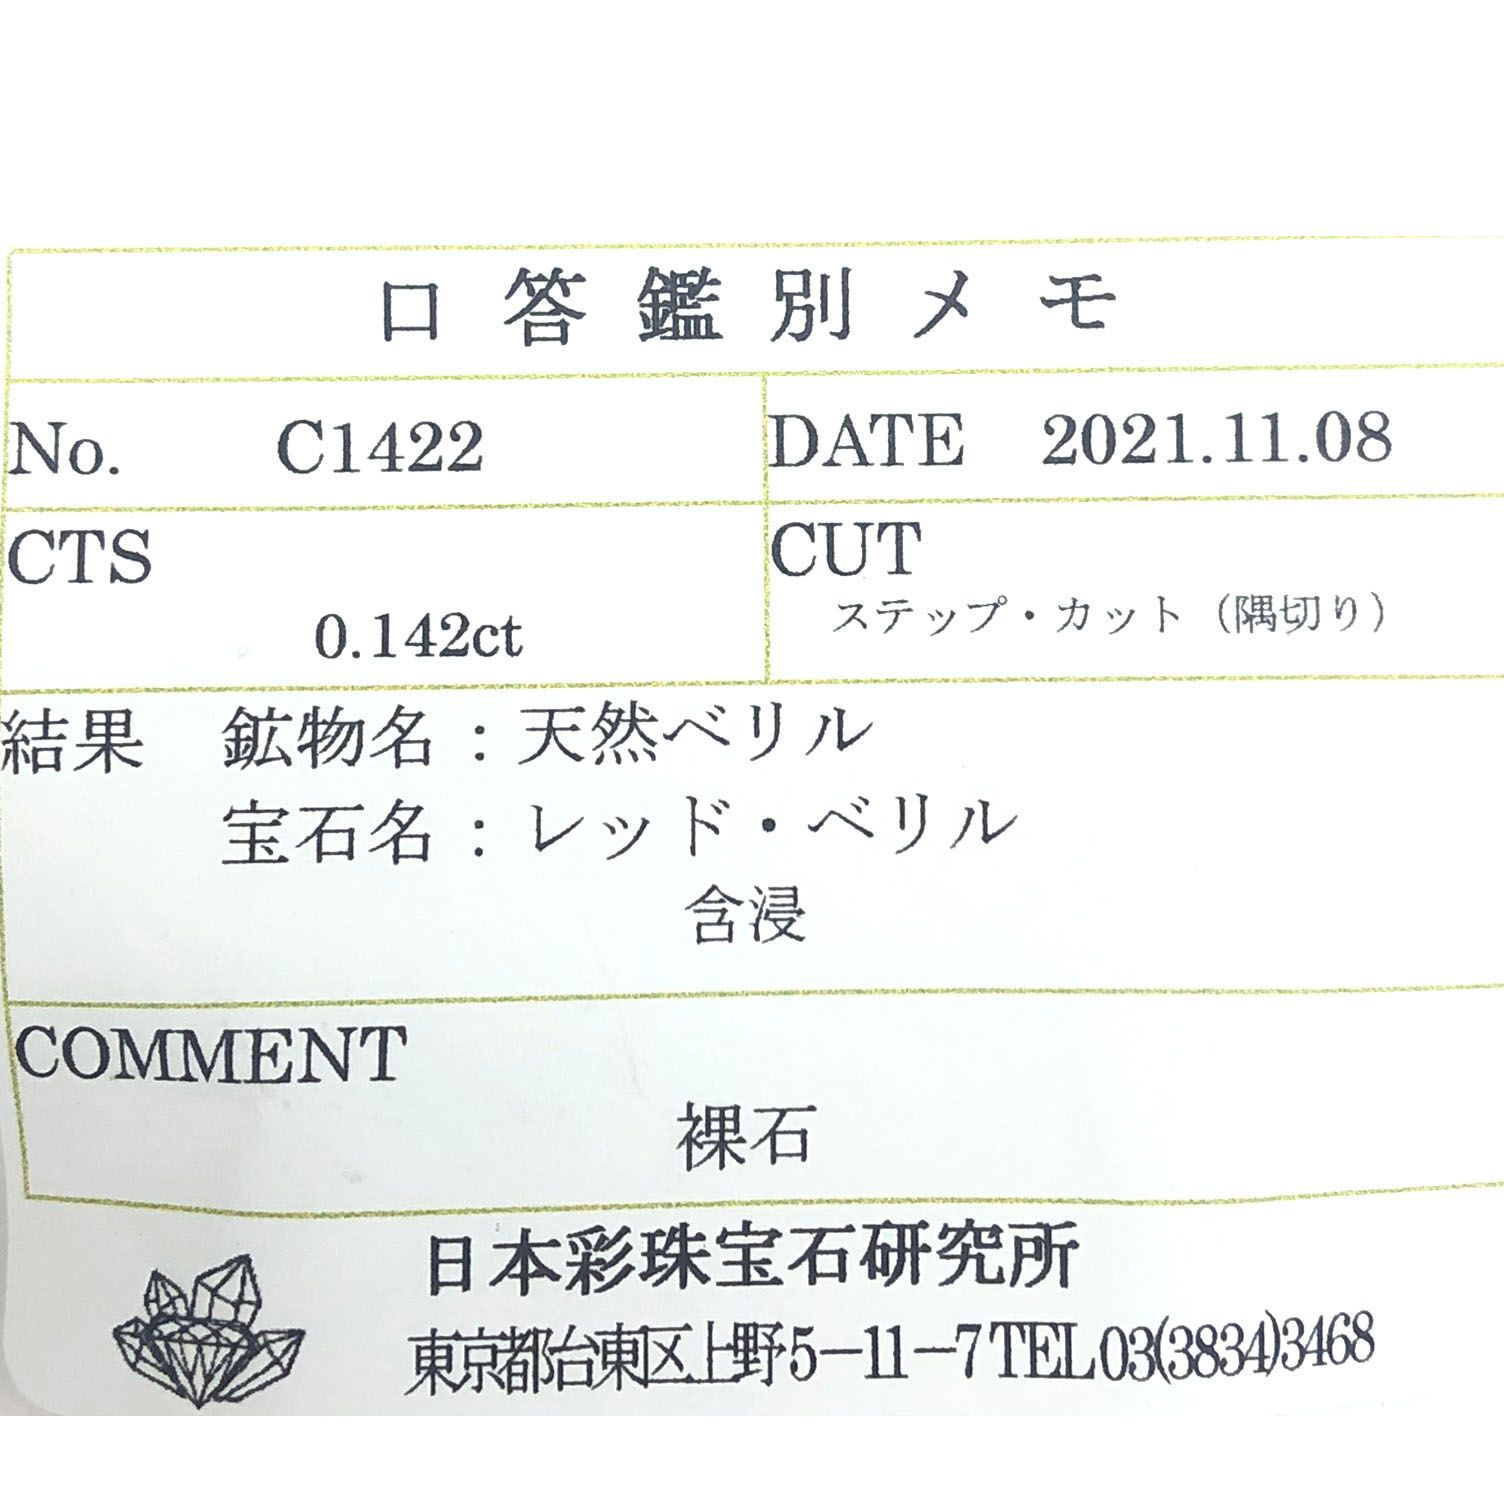 口答鑑別メモ
No. C1422 DATE 2021.11.08
CTS CUT
0.142ct ステップ・カット（隅切り）
結果 鉱物名：天然ベリル
宝石名：レッド・ベリル
含浸
COMMENT
裸石
日本彩珠宝石研究所
東京都台東区上野5-11-7 TEL 03(3834)3468